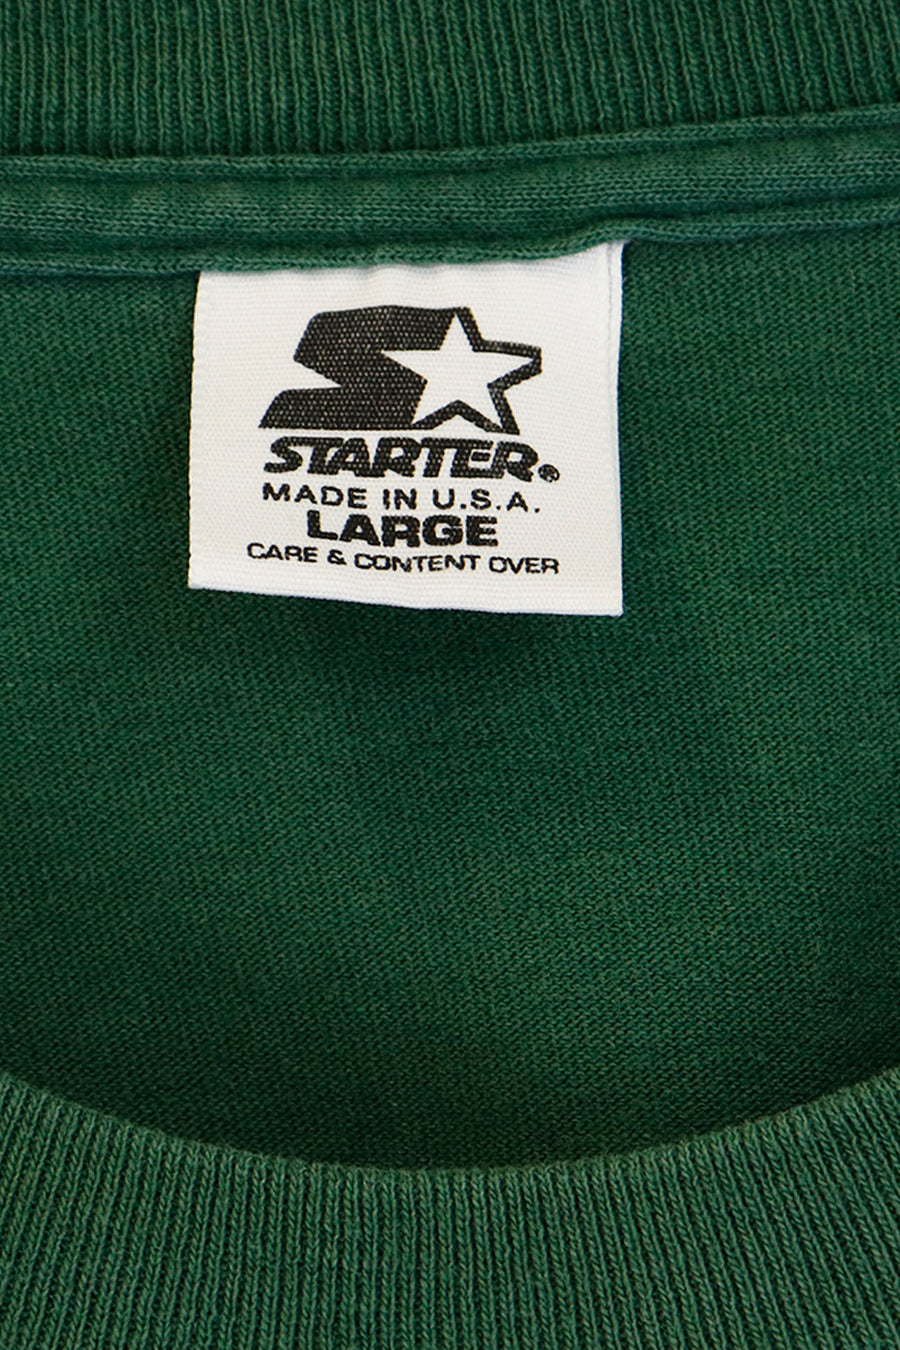 STARTER®
MADE IN U.S.A.
LARGE
CARE & CONTENT OVER